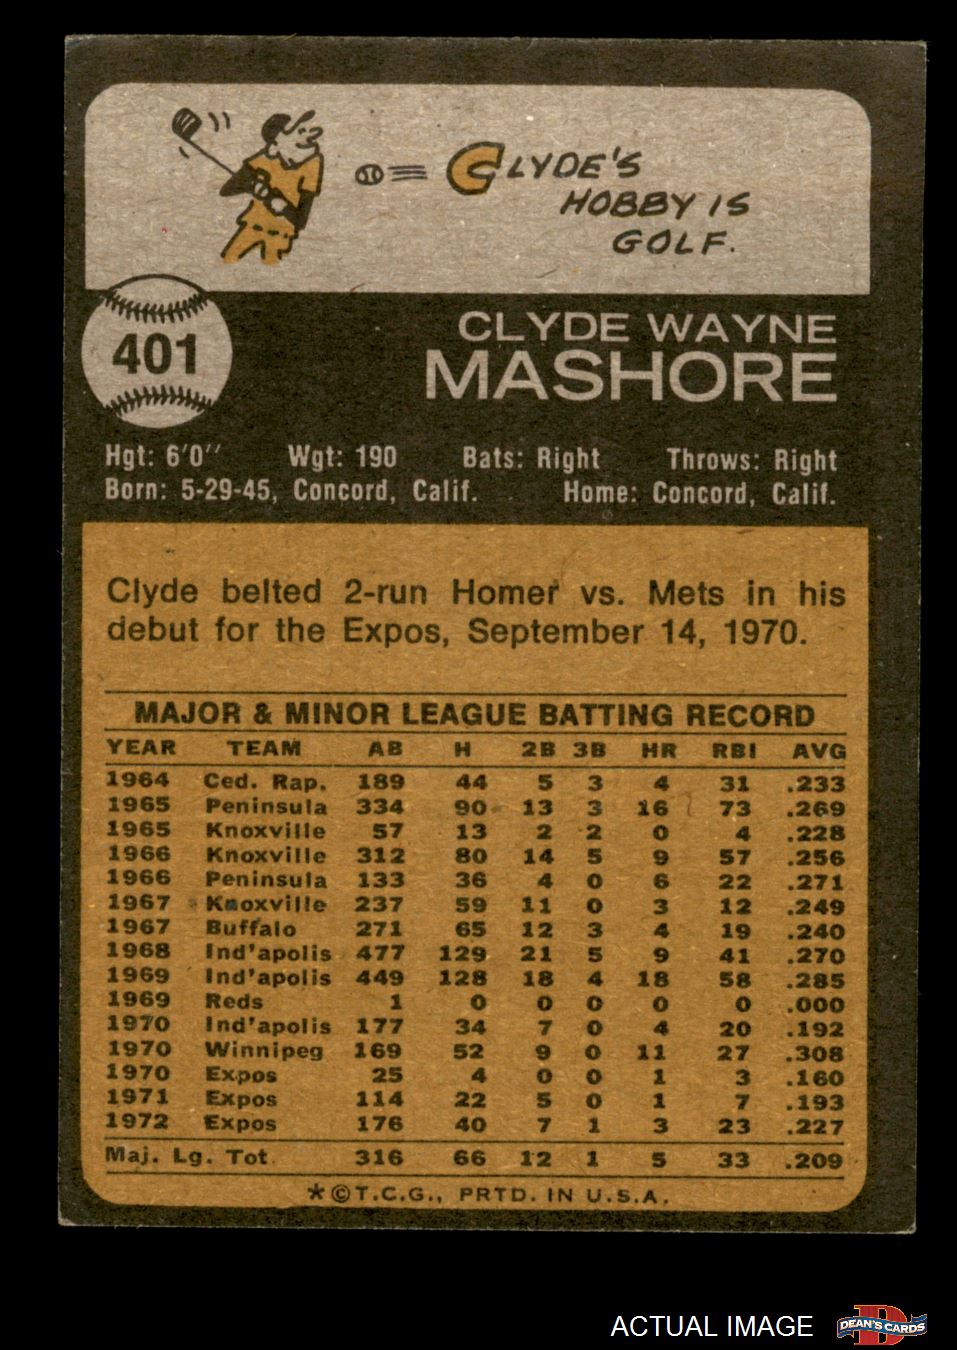 CLYDE'S
HOBBY IS
GOLF.
401
CLYDE WAYNE
MASHORE
Hgt: 6'0" Wgt: 190 Bats: Right Throws: Right
Born: 5-29-45, Concord, Calif. Home: Concord, Calif.
Clyde belted 2-run Homer vs. Mets in his
debut for the Expos, September 14, 1970.
MAJOR & MINOR LEAGUE BATTING RECORD
YEAR TEAM AB H 2B 3B HR RBI AVG
1964 Ced. Rap. 189 44 5 3 4 31 .233
1965 Peninsula 334 90 13 3 16 73 .269
1965 Knoxville 57 13 2 2 0 4 .228
1966 Knoxville 312 80 14 5 9 57 .256
1966 Peninsula 133 36 4 0 6 22 .271
1967 Knoxville 237 59 11 0 3 12 .249
1967 Buffalo 271 65 12 3 4 19 .240
1968 Ind'apolis 477 129 21 5 9 41 .270
1969 Ind'apolis 449 128 18 4 18 58 .285
1969 Reds 1 0 0 0 0 0 .000
1970 Ind'apolis 177 34 7 0 4 20 .192
1970 Winnipeg 169 52 9 0 11 27 .308
1970 Expos 25 4 0 0 1 3 .160
1971 Expos 114 22 5 0 1 7 .193
1972 Expos 176 40 7 1 3 23 .227
Maj. Lg. Tot. 316 66 12 1 5 33 .209
*©T.C.G., PRTD. IN U.S.A.
ACTUAL IMAGE
D
DEAN'S CARDS